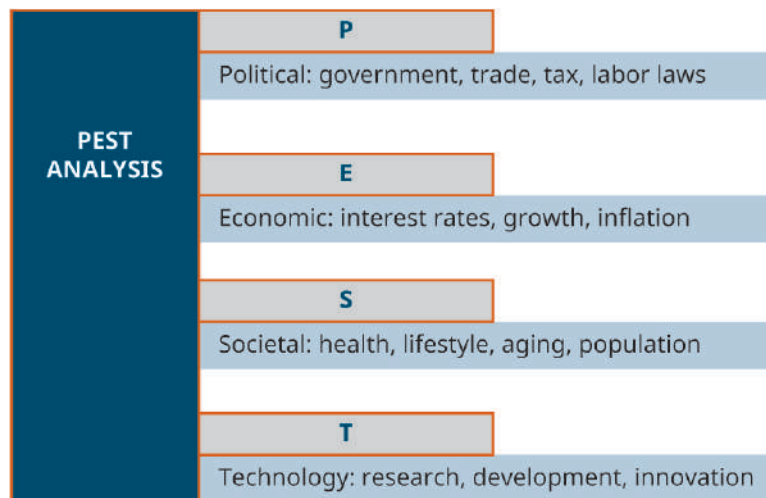 PEST
ANALYSIS
P
Political: government, trade, tax, labor laws
E
Economic: interest rates, growth, inflation
S
Societal: health, lifestyle, aging, population
T
Technology: research, development, innovation